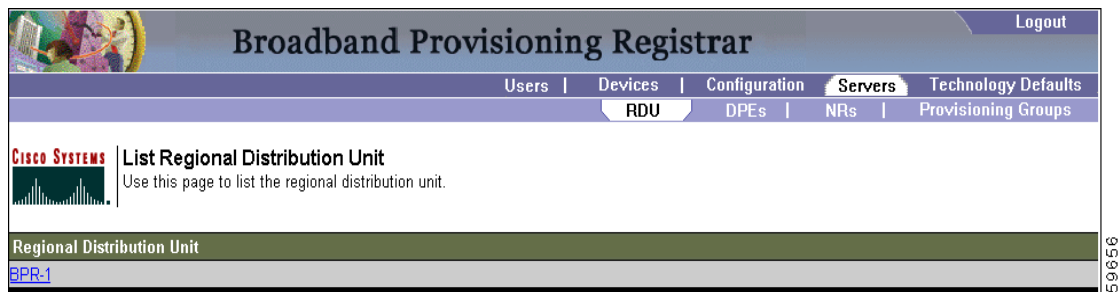 Logout
Broadband Provisioning Registrar
Users | Devices | Configuration Servers Technology Defaults
RDU DPEs | NRs | Provisioning Groups
CISCO SYSTEMS
List Regional Distribution Unit
Use this page to list the regional distribution unit.
Regional Distribution Unit
BPR-1
59656